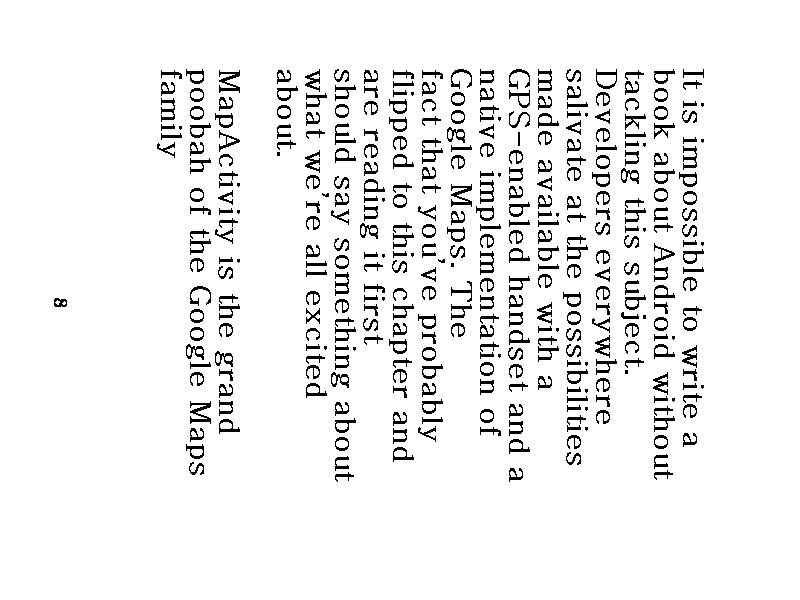 It is impossible to write a
book about Android without
tackling this subject.
Developers everywhere
salivate at the possibilities
made available with a
GPS-enabled handset and a
native implementation of
Google Maps. The
fact that you've probably
flipped to this chapter and
are reading it first
should say something about
what we're all excited
about.
MapActivity is the grand
poobah of the Google Maps
family
8